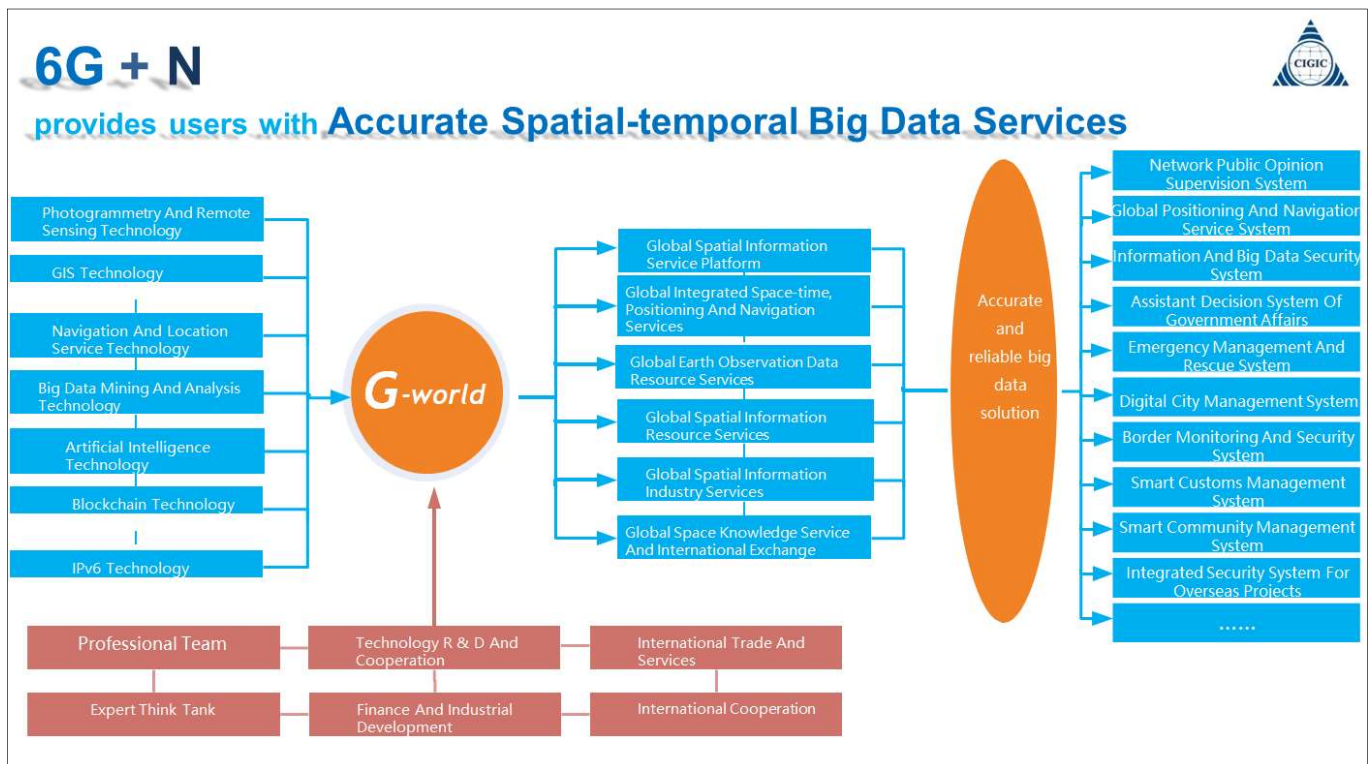 6G + N
CIGIC
provides users with Accurate Spatial-temporal Big Data Services
Photogrammetry And Remote
Sensing Technology
GIS Technology
Navigation And Location
Service Technology
Big Data Mining And Analysis
Technology
Artificial Intelligence
Technology
Blockchain Technology
IPv6 Technology
G-world
Global Spatial Information
Service Platform
Global Integrated Space-time,
Positioning And Navigation
Services
Global Earth Observation Data
Resource Services
Global Spatial Information
Resource Services
Global Spatial Information
Industry Services
Global Space Knowledge Service
And International Exchange
Accurate
and
reliable big
data
solution
Network Public Opinion
Supervision System
Global Positioning And Navigation
Service System
Information And Big Data Security
System
Assistant Decision System Of
Government Affairs
Emergency Management And
Rescue System
Digital City Management System
Border Monitoring And Security
System
Smart Customs Management
System
Smart Community Management
System
Integrated Security System For
Overseas Projects
......
Professional Team
Technology R & D And
Cooperation
International Trade And
Services
Expert Think Tank
Finance And Industrial
Development
International Cooperation